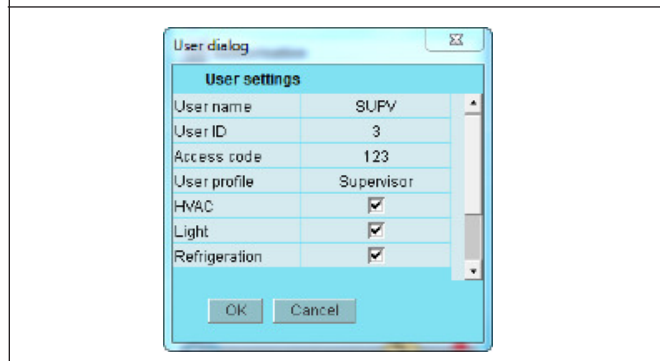 User dialog
User settings
User name SUPV
User ID 3
Access code 123
User profile Supervisor
HVAC
Light
Refrigeration
OK Cancel